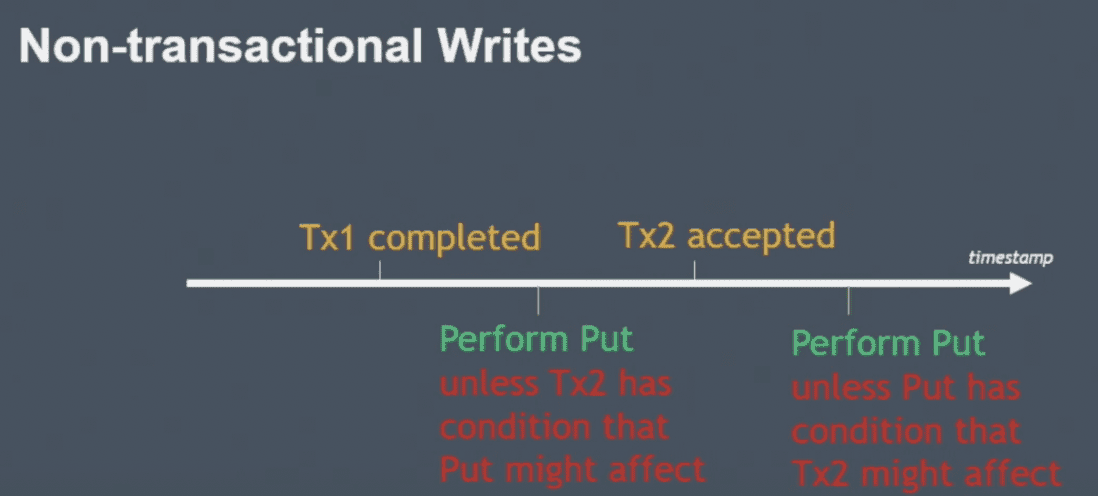 Non-transactional Writes
Tx1 completed
Tx2 accepted
timestamp
Perform Put
unless Tx2 has
condition that
Put might affect
Perform Put
unless Put has
condition that
Tx2 might affect